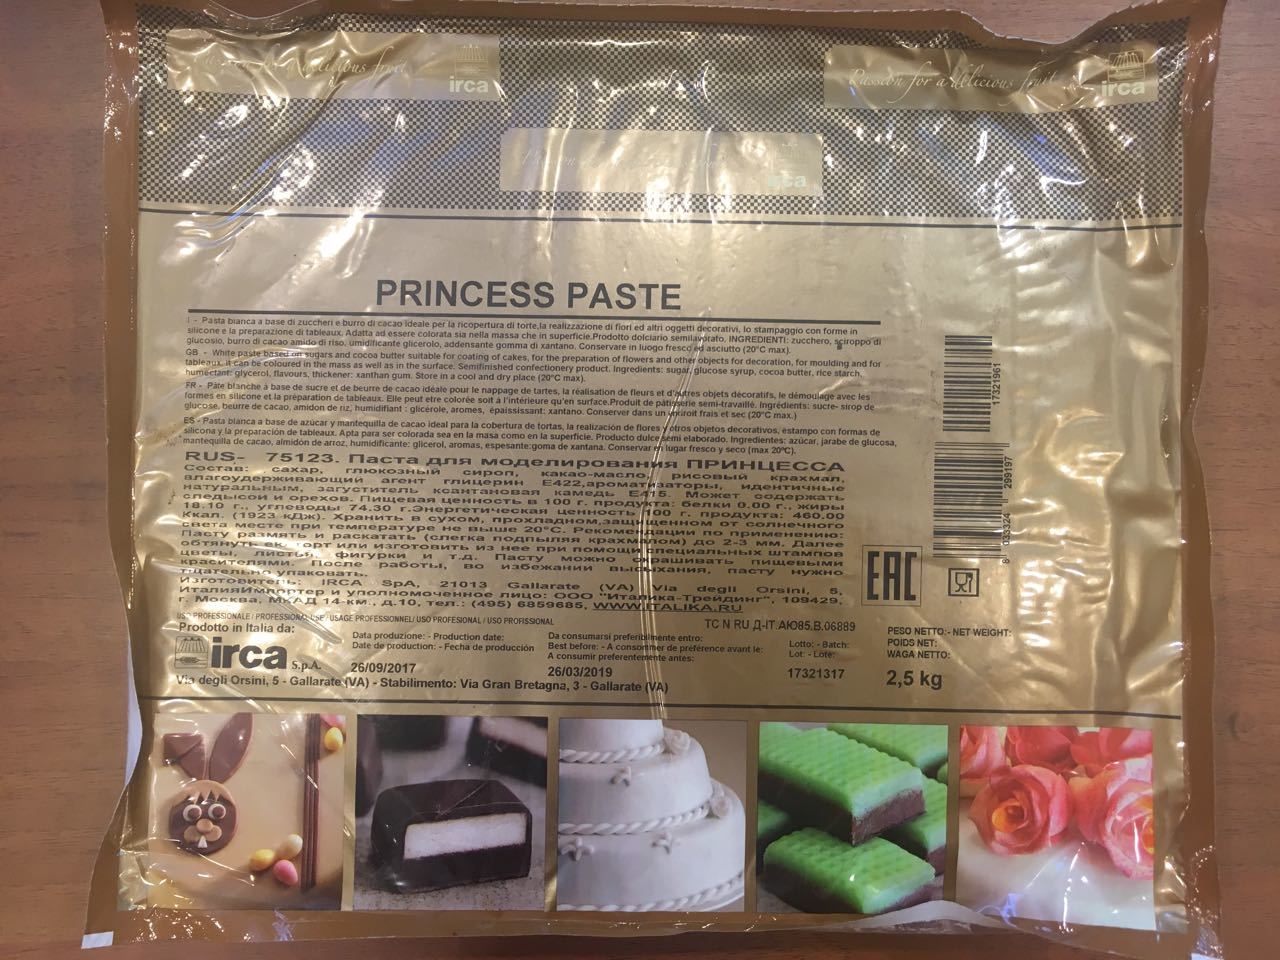 Passion for a delicious fruit
irca
Passion for a delicious fruit
irca
irca
PRINCESS PASTE
I - Pasta bianca a base di zuccheri e burro di cacao ideale per la ricopertura di torte,la realizzazione di fiori ed altri oggetti decorativi, lo stampaggio con forme in
silicone e la preparazione di tableaux. Adatta ad essere colorata sia nella massa che in superficie.Prodotto dolciario semilavorato. INGREDIENTI: zucchero, sciroppo di
glucosio, burro di cacao amido di riso, umidificante glicerolo, addensante gomma di xantano. Conservare in luogo fresco ed asciutto (20°C max).
GB - White paste based on sugars and cocoa butter suitable for coating of cakes, for the preparation of flowers and other objects for decoration, for moulding and for
tableaux. It can be coloured in the mass as well as in the surface. Semifinished confectionery product. Ingredients: sugar, glucose syrup, cocoa butter, rice starch,
humectant: glycerol, flavours, thickener: xanthan gum. Store in a cool and dry place (20°C max).
FR - Pâte blanche à base de sucre et de beurre de cacao idéale pour le nappage de tartes, la réalisation de fleurs et d'autres objets décoratifs, le démoulage avec les
formes en silicone et la préparation de tableaux. Elle peut etre colorée soit à l'intérieure qu'en surface.Produit de pâtisserie semi-travaillé. Ingrédients: sucre- sirop de
glucose, beurre de cacao, amidon de riz, humidifiant : glicérole, aromes, épaississant: xantano. Conserver dans un endroit frais et sec (20°C max.)
ES - Pasta blanca a base de azúcar y mantequilla de cacao ideal para la cobertura de tortas, la realización de flores y otros objetos decorativos, éstampo con formas de
silicona y la preparación de tableaux. Apta para ser colorada sea en la masa como en la superficie. Producto dulce semi elaborado. Ingredientes: azúcar, jarabe de glucosa,
mantequilla de cacao, almidón de arroz, humidificante: glicerol, aromas, espesante:goma de xantana. Conservar en lugar fresco y seco (max 20°C).
RUS- 75123. Паста для моделирования ПРИНЦЕССА
Состав: сахар, глюкозный сироп, какао-масло, рисовый крахмал,
влагоудерживающий агент глицерин Е422,ароматизаторы, идентичные
натуральным, загуститель ксантановая камедь Е415. Может содержать
следысои и орехов. Пищевая ценность в 100 г. продукта: белки 0.00 г., жиры
18.10 г., углеводы 74.30 г.Энергетическая ценность 100 г. продукта: 460.00
Ккал. (1923 кДж). Хранить в сухом, прохладном,защищенном от солнечного
света месте при температуре не выше 20°С. Рекомендации по применению:
Пасту размять и раскатать (слегка подпыляя крахмалом) до 2-3 мм. Далее
обтянуть торт или изготовить из нее при помощи специальных штампов
цветы, листья, фигурки и т.д. Пасту можно окрашивать пищевыми
красителями. После работы, во избежании высыхания, пасту нужно
тщательно упаковать.
Изготовитель: IRCA SpA, 21013 Gallarate (VA) Via degli Orsini, 5,
ИталияИмпортер и уполномоченное лицо: ООО "Италика-Трейдинг", 109429,
г. Москва, МКАД 14-км., д.10, тел.: (495) 6859685, WWW.ITALIKA.RU
17321961
8 033324 299197
EAC
USO PROFESSIONALE / PROFESSIONAL USE / USAGE PROFESSIONNEL/ USO PROFESIONAL / USO PROFISSIONAL
TC N RU Д-IT.АЮ85.В.06889
Prodotto in Italia da:
irca S.p.A.
Via degli Orsini, 5 - Gallarate (VA) - Stabilimento: Via Gran Bretagna, 3 - Gallarate (VA)
Data produzione: - Production date:
Date de production: - Fecha de producción
26/09/2017
Da consumarsi preferibilmente entro:
Best before: - A consommer de préférence avant le:
A consumir preferentemente antes:
26/03/2019
Lotto: - Batch:
Lot: - Lote:
17321317
PESO NETTO: - NET WEIGHT:
POIDS NET:
WAGA NETTO:
2,5 kg